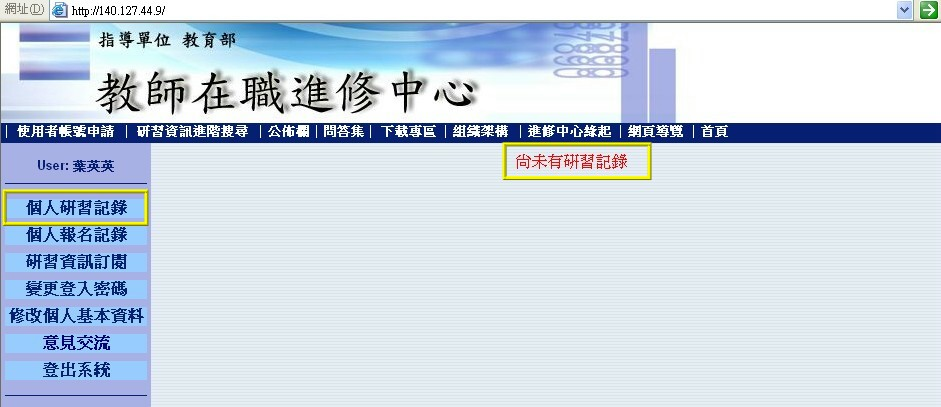 網址(D) http://140.127.44.9/
指導單位 教育部
教師在職進修中心
| 使用者帳號申請 | 研習資訊進階搜尋 | 公佈欄 | 問答集 | 下載專區 | 組織架構 | 進修中心緣起 | 網頁導覽 | 首頁
User: 葉英英
尚未有研習記錄
個人研習記錄
個人報名記錄
研習資訊訂閱
變更登入密碼
修改個人基本資料
意見交流
登出系統